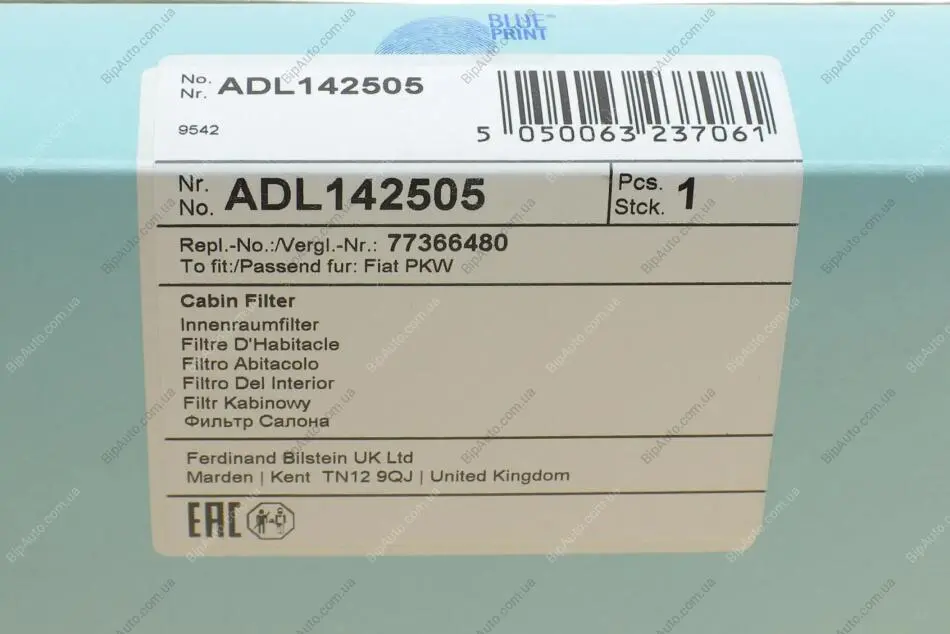 BLUE PRINT™
No. Nr. ADL142505
9542
5 050063 237061
Nr. No. ADL142505
Pcs. Stck. 1
Repl.-No.:/Vergl.-Nr.: 77366480
To fit:/Passend fur: Fiat PKW
Cabin Filter
Innenraumfilter
Filtre D'Habitacle
Filtro Abitacolo
Filtro Del Interior
Filtr Kabinowy
Фильтр Салона
Ferdinand Bilstein UK Ltd
Marden | Kent TN12 9QJ | United Kingdom
EAC
BipAuto.com.ua